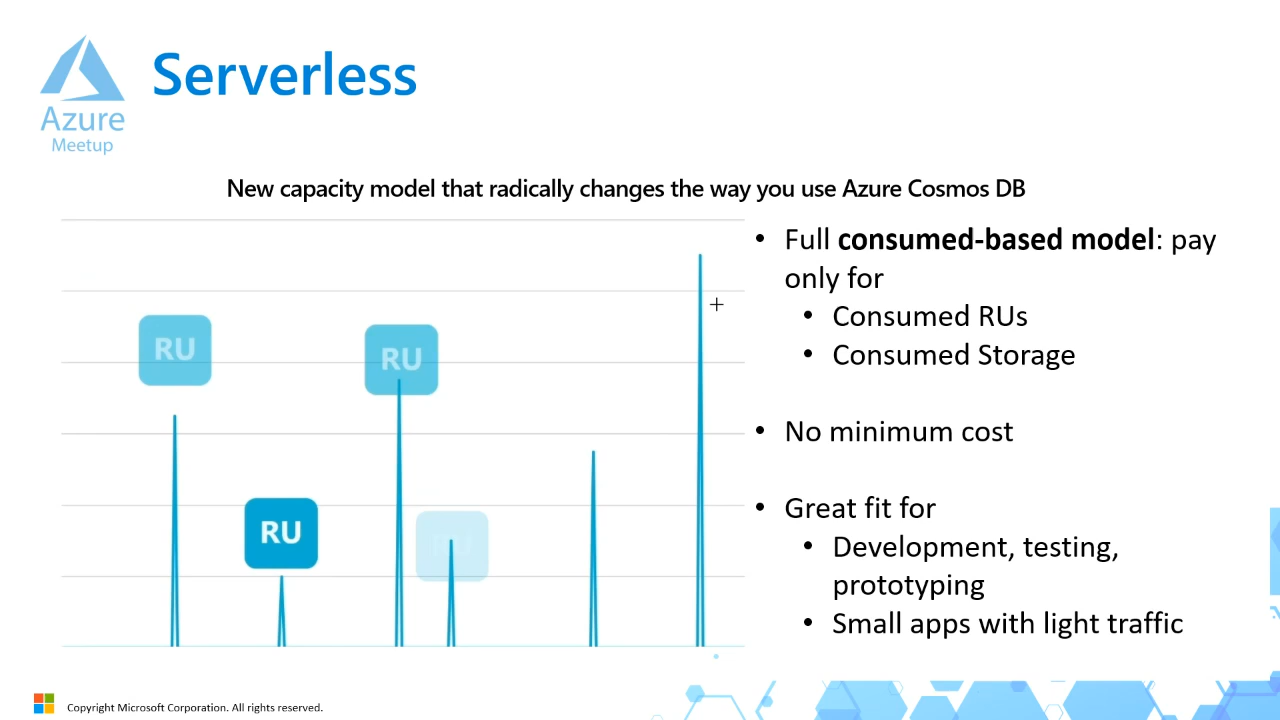 Serverless
Azure
Meetup
New capacity model that radically changes the way you use Azure Cosmos DB
• Full consumed-based model: pay
only for
• Consumed RUs
• Consumed Storage
• No minimum cost
• Great fit for
• Development, testing,
prototyping
• Small apps with light traffic
RU
RU
RU
Copyright Microsoft Corporation. All rights reserved.